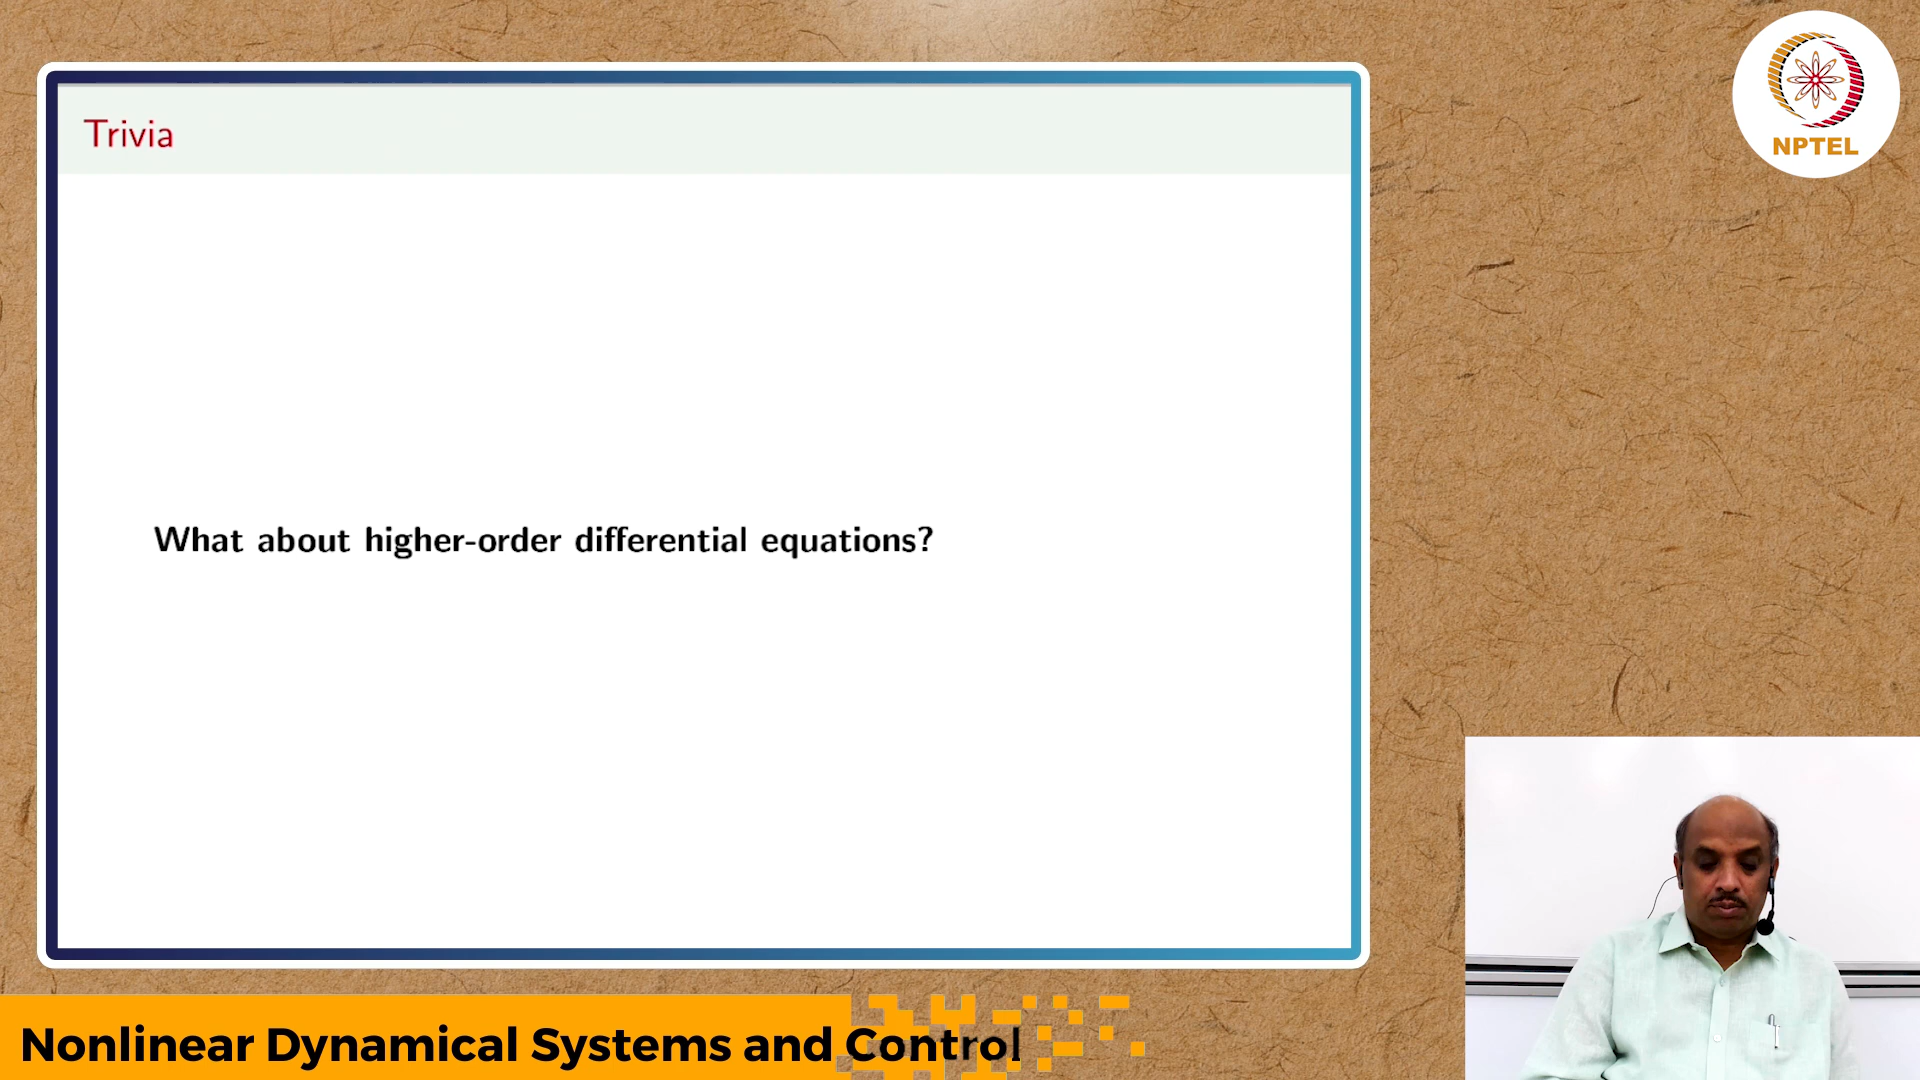 Trivia
NPTEL
What about higher-order differential equations?
Nonlinear Dynamical Systems and Control